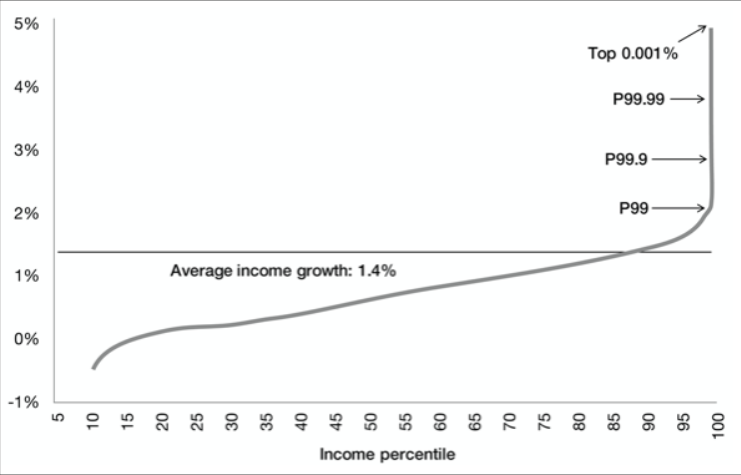 5%
4%
3%
2%
1%
0%
-1%
Top 0.001%
P99.99
P99.9
P99
Average income growth: 1.4%
5 10 15 20 25 30 35 40 45 50 55 60 65 70 75 80 85 90 95 100
Income percentile